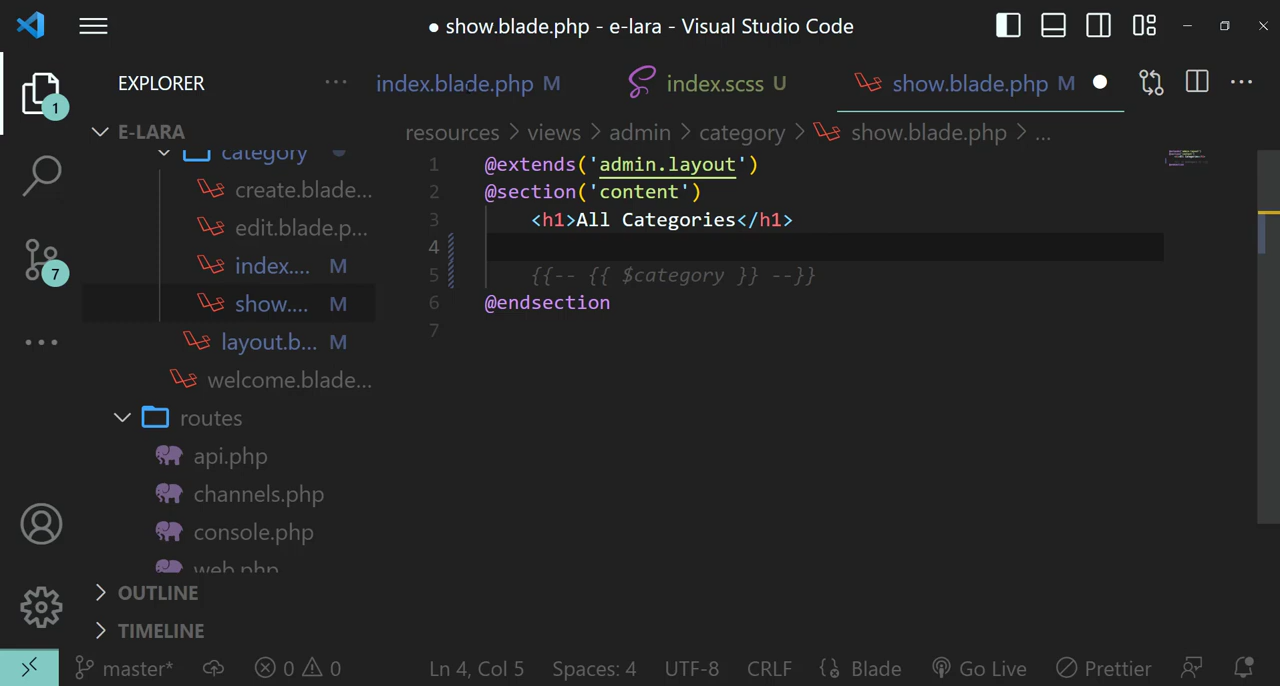 ● show.blade.php - e-lara - Visual Studio Code
EXPLORER ···
index.blade.php M
index.scss U
show.blade.php M
1
E-LARA
resources > views > admin > category > show.blade.php > ...
category
create.blade...
edit.blade.p...
index.... M
show.... M
layout.b... M
welcome.blade...
routes
api.php
channels.php
console.php
web.php
7
1 @extends('admin.layout')
2 @section('content')
3 <h1>All Categories</h1>
4
5 {{-- {{ $category }} --}}
6 @endsection
7
OUTLINE
TIMELINE
master* 0 0 Ln 4, Col 5 Spaces: 4 UTF-8 CRLF Blade Go Live Prettier